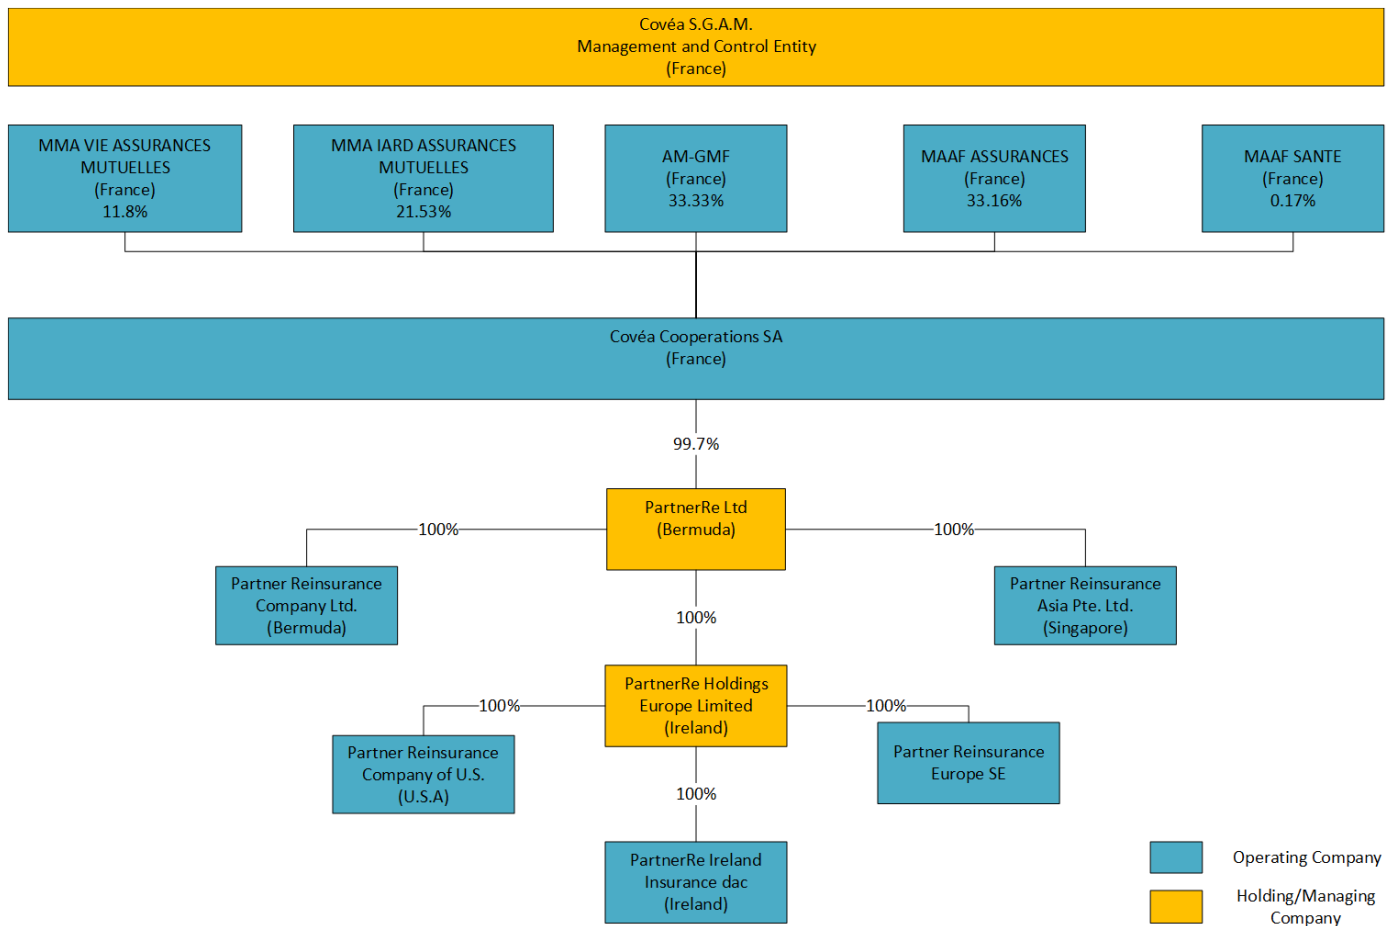 Covéa S.G.A.M.
Management and Control Entity
(France)
MMA VIE ASSURANCES
MUTUELLES
(France)
11.8%
MMA IARD ASSURANCES
MUTUELLES
(France)
21.53%
AM-GMF
(France)
33.33%
MAAF ASSURANCES
(France)
33.16%
MAAF SANTE
(France)
0.17%
Covéa Cooperations SA
(France)
99.7%
PartnerRe Ltd
(Bermuda)
100%
100%
Partner Reinsurance
Company Ltd.
(Bermuda)
Partner Reinsurance
Asia Pte. Ltd.
(Singapore)
100%
PartnerRe Holdings
Europe Limited
(Ireland)
100%
100%
Partner Reinsurance
Company of U.S.
(U.S.A)
Partner Reinsurance
Europe SE
100%
PartnerRe Ireland
Insurance dac
(Ireland)
Operating Company
Holding/Managing
Company